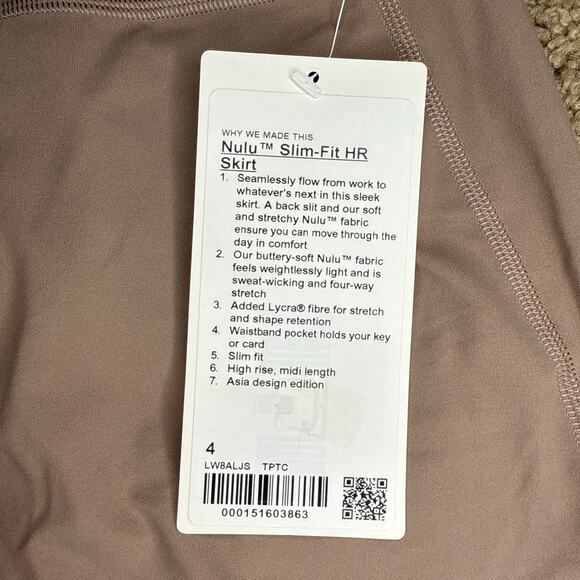 WHY WE MADE THIS
Nulu™ Slim-Fit HR
Skirt
1. Seamlessly flow from work to
whatever's next in this sleek
skirt. A back slit and our soft
and stretchy Nulu™ fabric
ensure you can move through the
day in comfort
2. Our buttery-soft Nulu™ fabric
feels weightlessly light and is
sweat-wicking and four-way
stretch
3. Added Lycra® fibre for stretch
and shape retention
4. Waistband pocket holds your key
or card
5. Slim fit
6. High rise, midi length
7. Asia design edition
4
LW8ALJS TPTC
000151603863